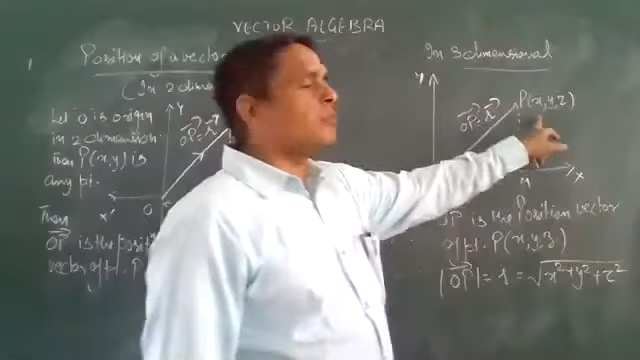 VECTOR ALGEBRA
Position of a vector
(In 2 dimen
Let 'o' is origin
in 2 dimension.
Then P(x,y) is
any pt.
Then
OP is the posit
vector of pt. P
Y
OP = r
X'
O
In 3 dimensional
y
P(x,y,z)
OP = r
M
X
OP is the Position vector
of pt. P(x,y,z)
|OP| = r = √x²+y²+z²